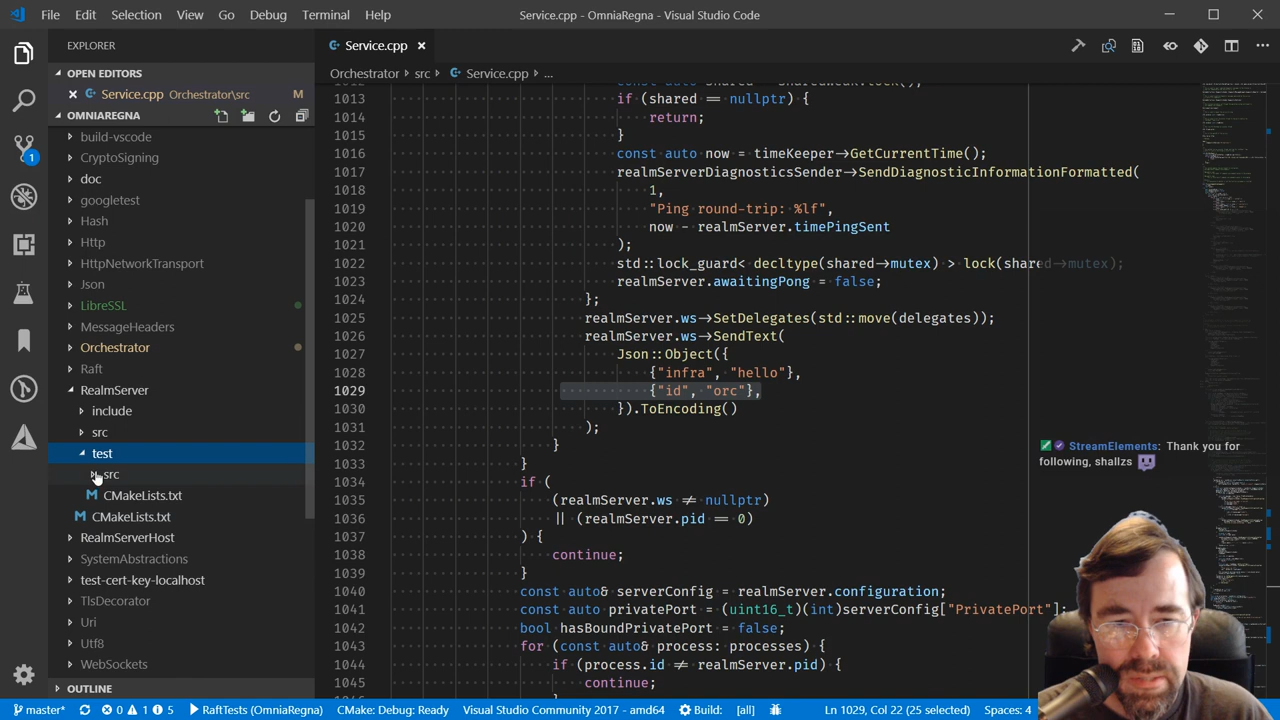 File Edit Selection View Go Debug Terminal Help Service.cpp - OmniaRegna - Visual Studio Code
EXPLORER
OPEN EDITORS
Service.cpp Orchestrator\src M
OMNIAREGNA
build-vscode
CryptoSigning
doc
googletest
Hash
Http
HttpNetworkTransport
Json
LibreSSL
MessageHeaders
Orchestrator
Raft
RealmServer
include
src
test
src
CMakeLists.txt
CMakeLists.txt
RealmServerHost
SystemAbstractions
test-cert-key-localhost
TlsDecorator
Uri
Utf8
WebSockets
OUTLINE
1
Service.cpp
Orchestrator › src › Service.cpp › ...
1013 if (shared == nullptr) {
1014 return;
1015 }
1016 const auto now = timeKeeper->GetCurrentTime();
1017 realmServerDiagnosticsSender->SendDiagnosticInformationFormatted(
1018 1,
1019 "Ping round-trip: %lf",
1020 now - realmServer.timePingSent
1021 );
1022 std::lock_guard< decltype(shared->mutex) > lock(shared->mutex);
1023 realmServer.awaitingPong = false;
1024 };
1025 realmServer.ws->SetDelegates(std::move(delegates));
1026 realmServer.ws->SendText(
1027 Json::Object({
1028 {"infra", "hello"},
1029 {"id", "orc"},
1030 }).ToEncoding()
1031 );
1032 }
1033 }
1034 if (
1035 (realmServer.ws ≠ nullptr)
1036 || (realmServer.pid == 0)
1037 ) {
1038 continue;
1039 }
1040 const auto& serverConfig = realmServer.configuration;
1041 const auto privatePort = (uint16_t)(int)serverConfig["PrivatePort"];
1042 bool hasBoundPrivatePort = false;
1043 for (const auto& process: processes) {
1044 if (process.id ≠ realmServer.pid) {
1045 continue;
StreamElements: Thank you for
following, shallzs
master* 0 1 5 RaftTests (OmniaRegna) CMake: Debug: Ready Visual Studio Community 2017 - amd64 Build: [all] Ln 1029, Col 22 (25 selected) Spaces: 4